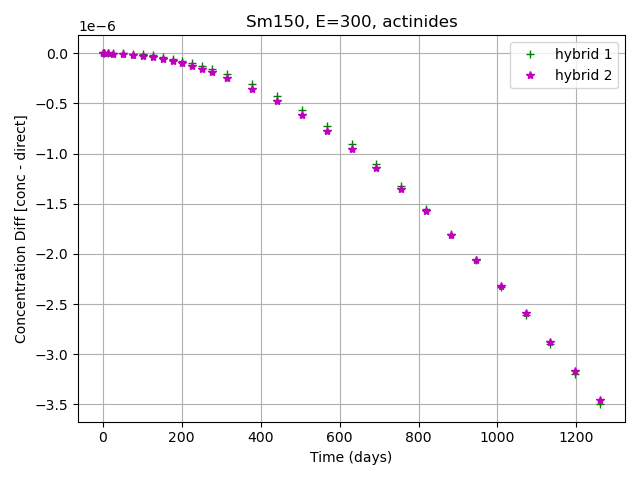 Sm150, E=300, actinides
1e−6
0.0
−0.5
−1.0
−1.5
−2.0
−2.5
−3.0
−3.5
Concentration Diff [conc - direct]
hybrid 1
hybrid 2
0 200 400 600 800 1000 1200
Time (days)